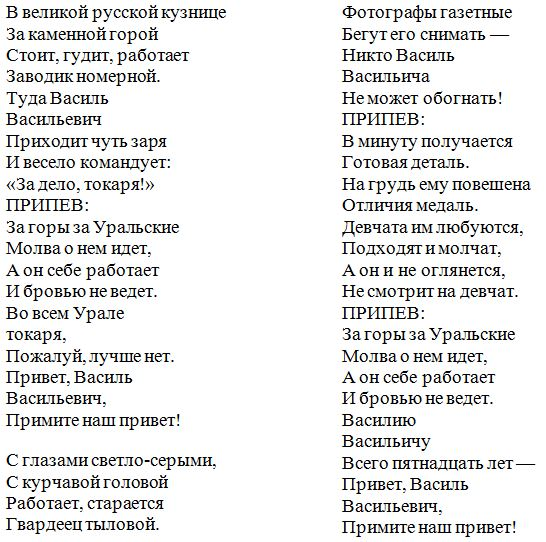 В великой русской кузнице
За каменной горой
Стоит, гудит, работает
Заводик номерной.
Туда Василь
Васильевич
Приходит чуть заря
И весело командует:
«За дело, токаря!»
ПРИПЕВ:
За горы за Уральские
Молва о нем идет,
А он себе работает
И бровью не ведет.
Во всем Урале
токаря,
Пожалуй, лучше нет.
Привет, Василь
Васильевич,
Примите наш привет!
С глазами светло-серыми,
С курчавой головой
Работает, старается
Гвардеец тыловой.
Фотографы газетные
Бегут его снимать —
Никто Василь
Васильича
Не может обогнать!
ПРИПЕВ:
В минуту получается
Готовая деталь.
На грудь ему повешена
Отличия медаль.
Девчата им любуются,
Подходят и молчат,
А он и не оглянется,
Не смотрит на девчат.
ПРИПЕВ:
За горы за Уральские
Молва о нем идет,
А он себе работает
И бровью не ведет.
Василию
Васильичу
Всего пятнадцать лет —
Привет, Василь
Васильевич,
Примите наш привет!